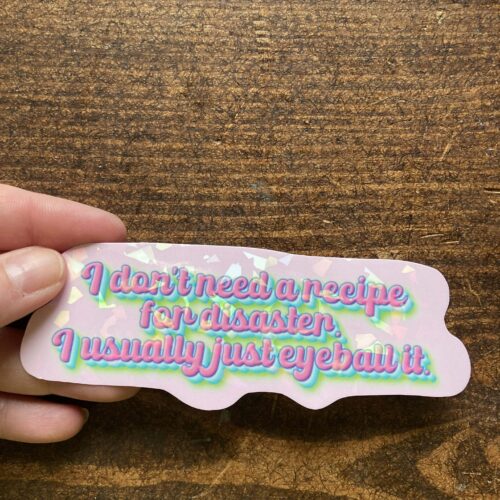 I don't need a recipe
for disaster.
I usually just eyeball it.